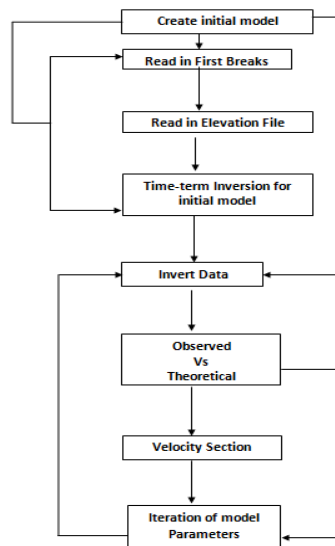 Create initial model
Read in First Breaks
Read in Elevation File
Time-term Inversion for
initial model
Invert Data
Observed
Vs
Theoretical
Velocity Section
Iteration of model
Parameters